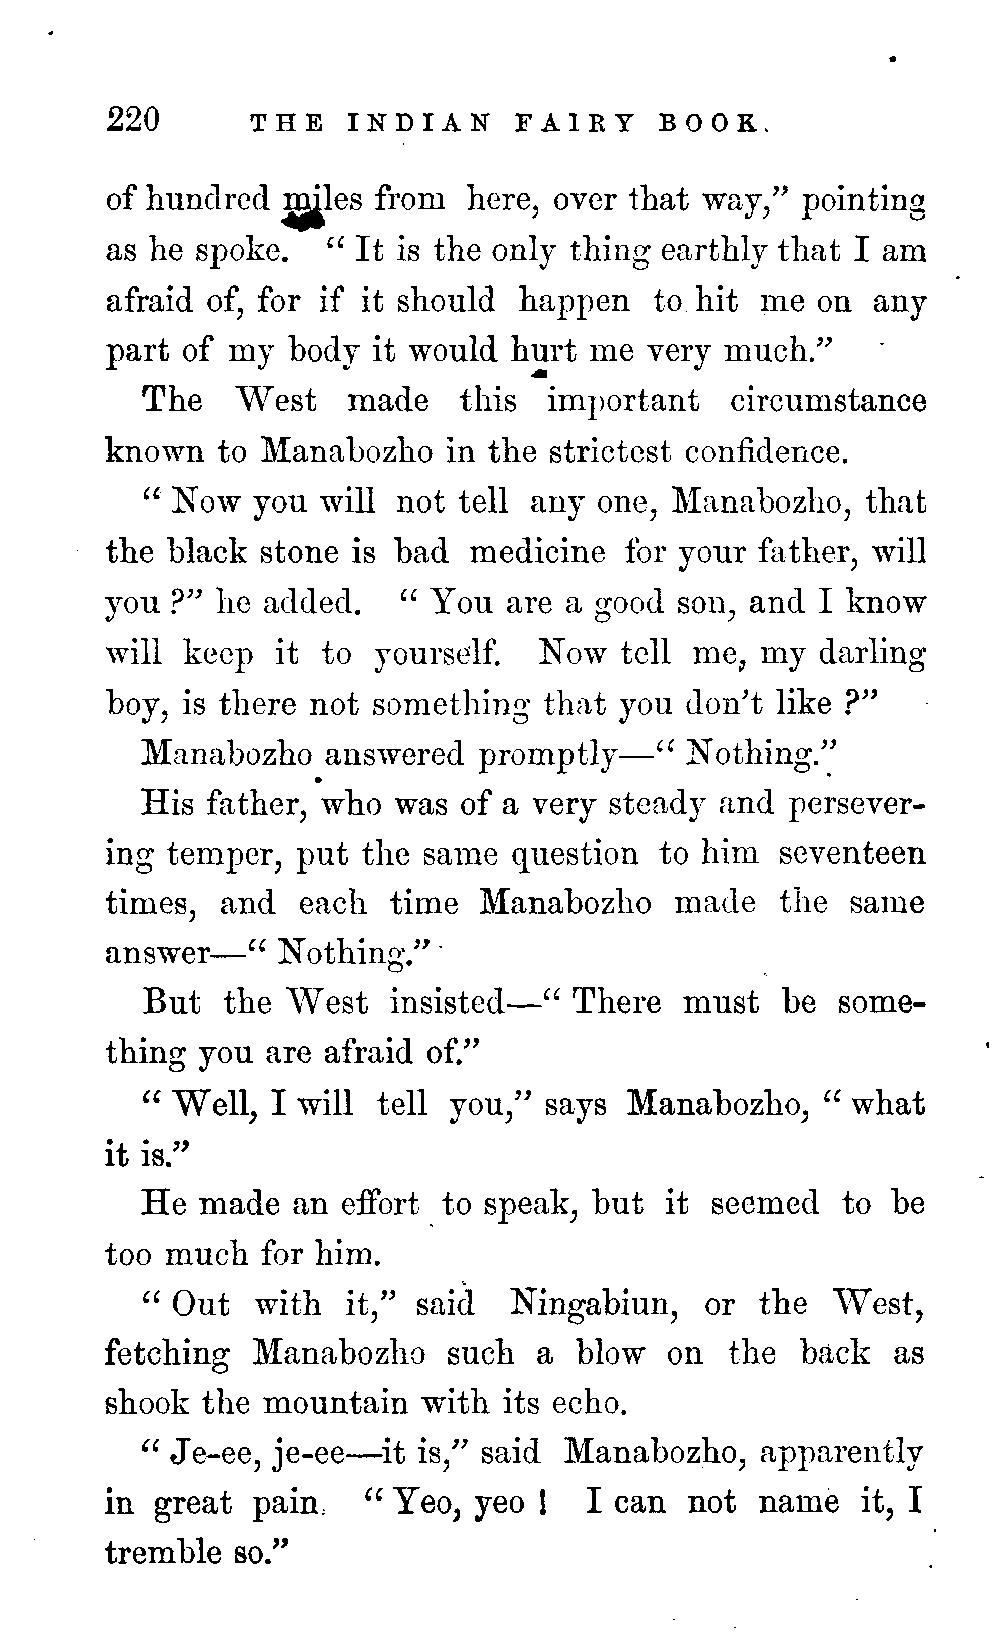 220 THE INDIAN FAIRY BOOK.
of hundred miles from here, over that way,” pointing
as he spoke. “ It is the only thing earthly that I am
afraid of, for if it should happen to hit me on any
part of my body it would hurt me very much.”
The West made this important circumstance
known to Manabozho in the strictest confidence.
“ Now you will not tell any one, Manabozho, that
the black stone is bad medicine for your father, will
you ?” he added. “ You are a good son, and I know
will keep it to yourself. Now tell me, my darling
boy, is there not something that you don’t like ?”
Manabozho answered promptly—“ Nothing.”
His father, who was of a very steady and persever-
ing temper, put the same question to him seventeen
times, and each time Manabozho made the same
answer—“ Nothing.”
But the West insisted—“ There must be some-
thing you are afraid of.”
“ Well, I will tell you,” says Manabozho, “ what
it is.”
He made an effort to speak, but it seemed to be
too much for him.
“ Out with it,” said Ningabiun, or the West,
fetching Manabozho such a blow on the back as
shook the mountain with its echo.
“ Je-ee, je-ee—it is,” said Manabozho, apparently
in great pain. “ Yeo, yeo ! I can not name it, I
tremble so.”